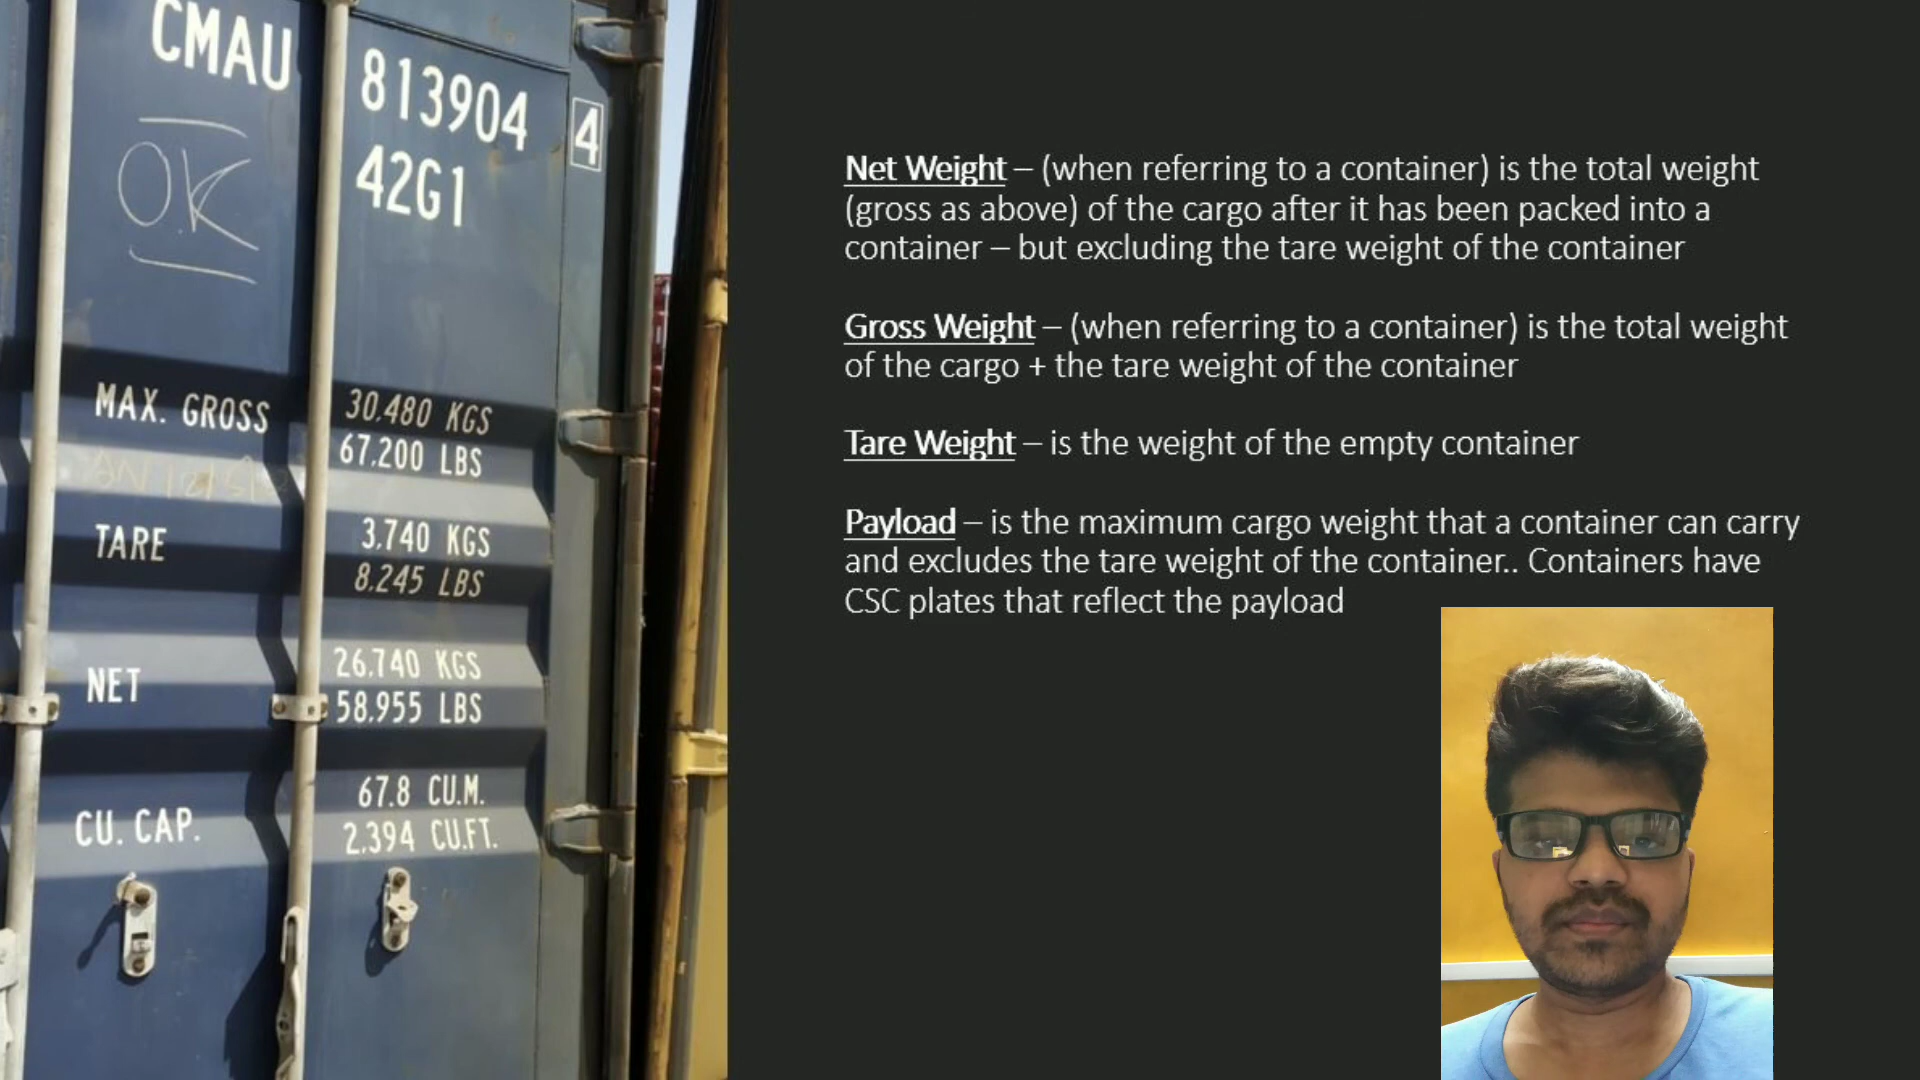 CMAU
813904 4
42G1
O.K
MAX. GROSS 30.480 KGS
67.200 LBS
TARE 3.740 KGS
8.245 LBS
NET 26.740 KGS
58.955 LBS
CU. CAP. 67.8 CU.M.
2.394 CU.FT.
Net Weight – (when referring to a container) is the total weight
(gross as above) of the cargo after it has been packed into a
container – but excluding the tare weight of the container
Gross Weight – (when referring to a container) is the total weight
of the cargo + the tare weight of the container
Tare Weight – is the weight of the empty container
Payload – is the maximum cargo weight that a container can carry
and excludes the tare weight of the container.. Containers have
CSC plates that reflect the payload